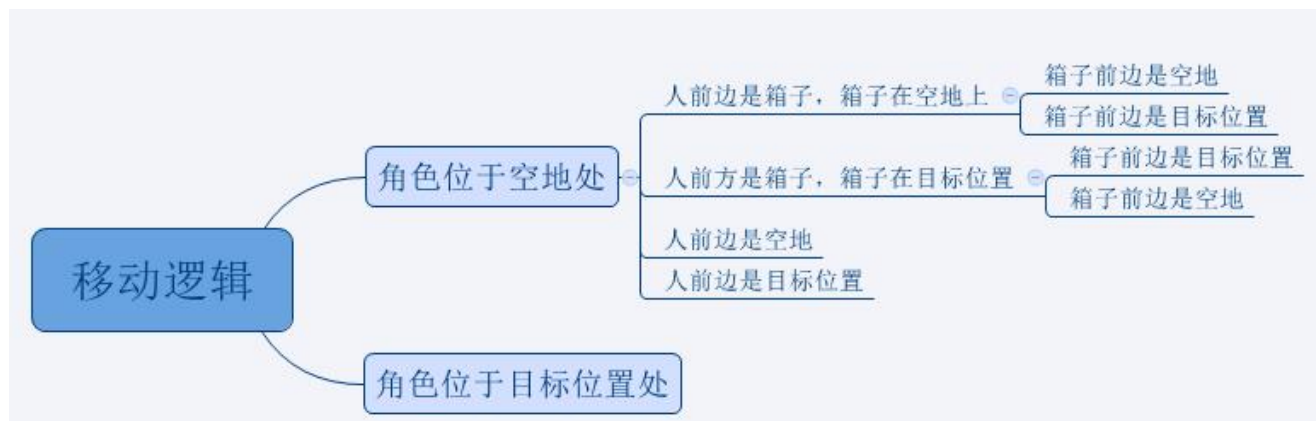 移动逻辑
角色位于空地处
人前边是箱子，箱子在空地上
箱子前边是空地
箱子前边是目标位置
人前方是箱子，箱子在目标位置
箱子前边是目标位置
箱子前边是空地
人前边是空地
人前边是目标位置
角色位于目标位置处